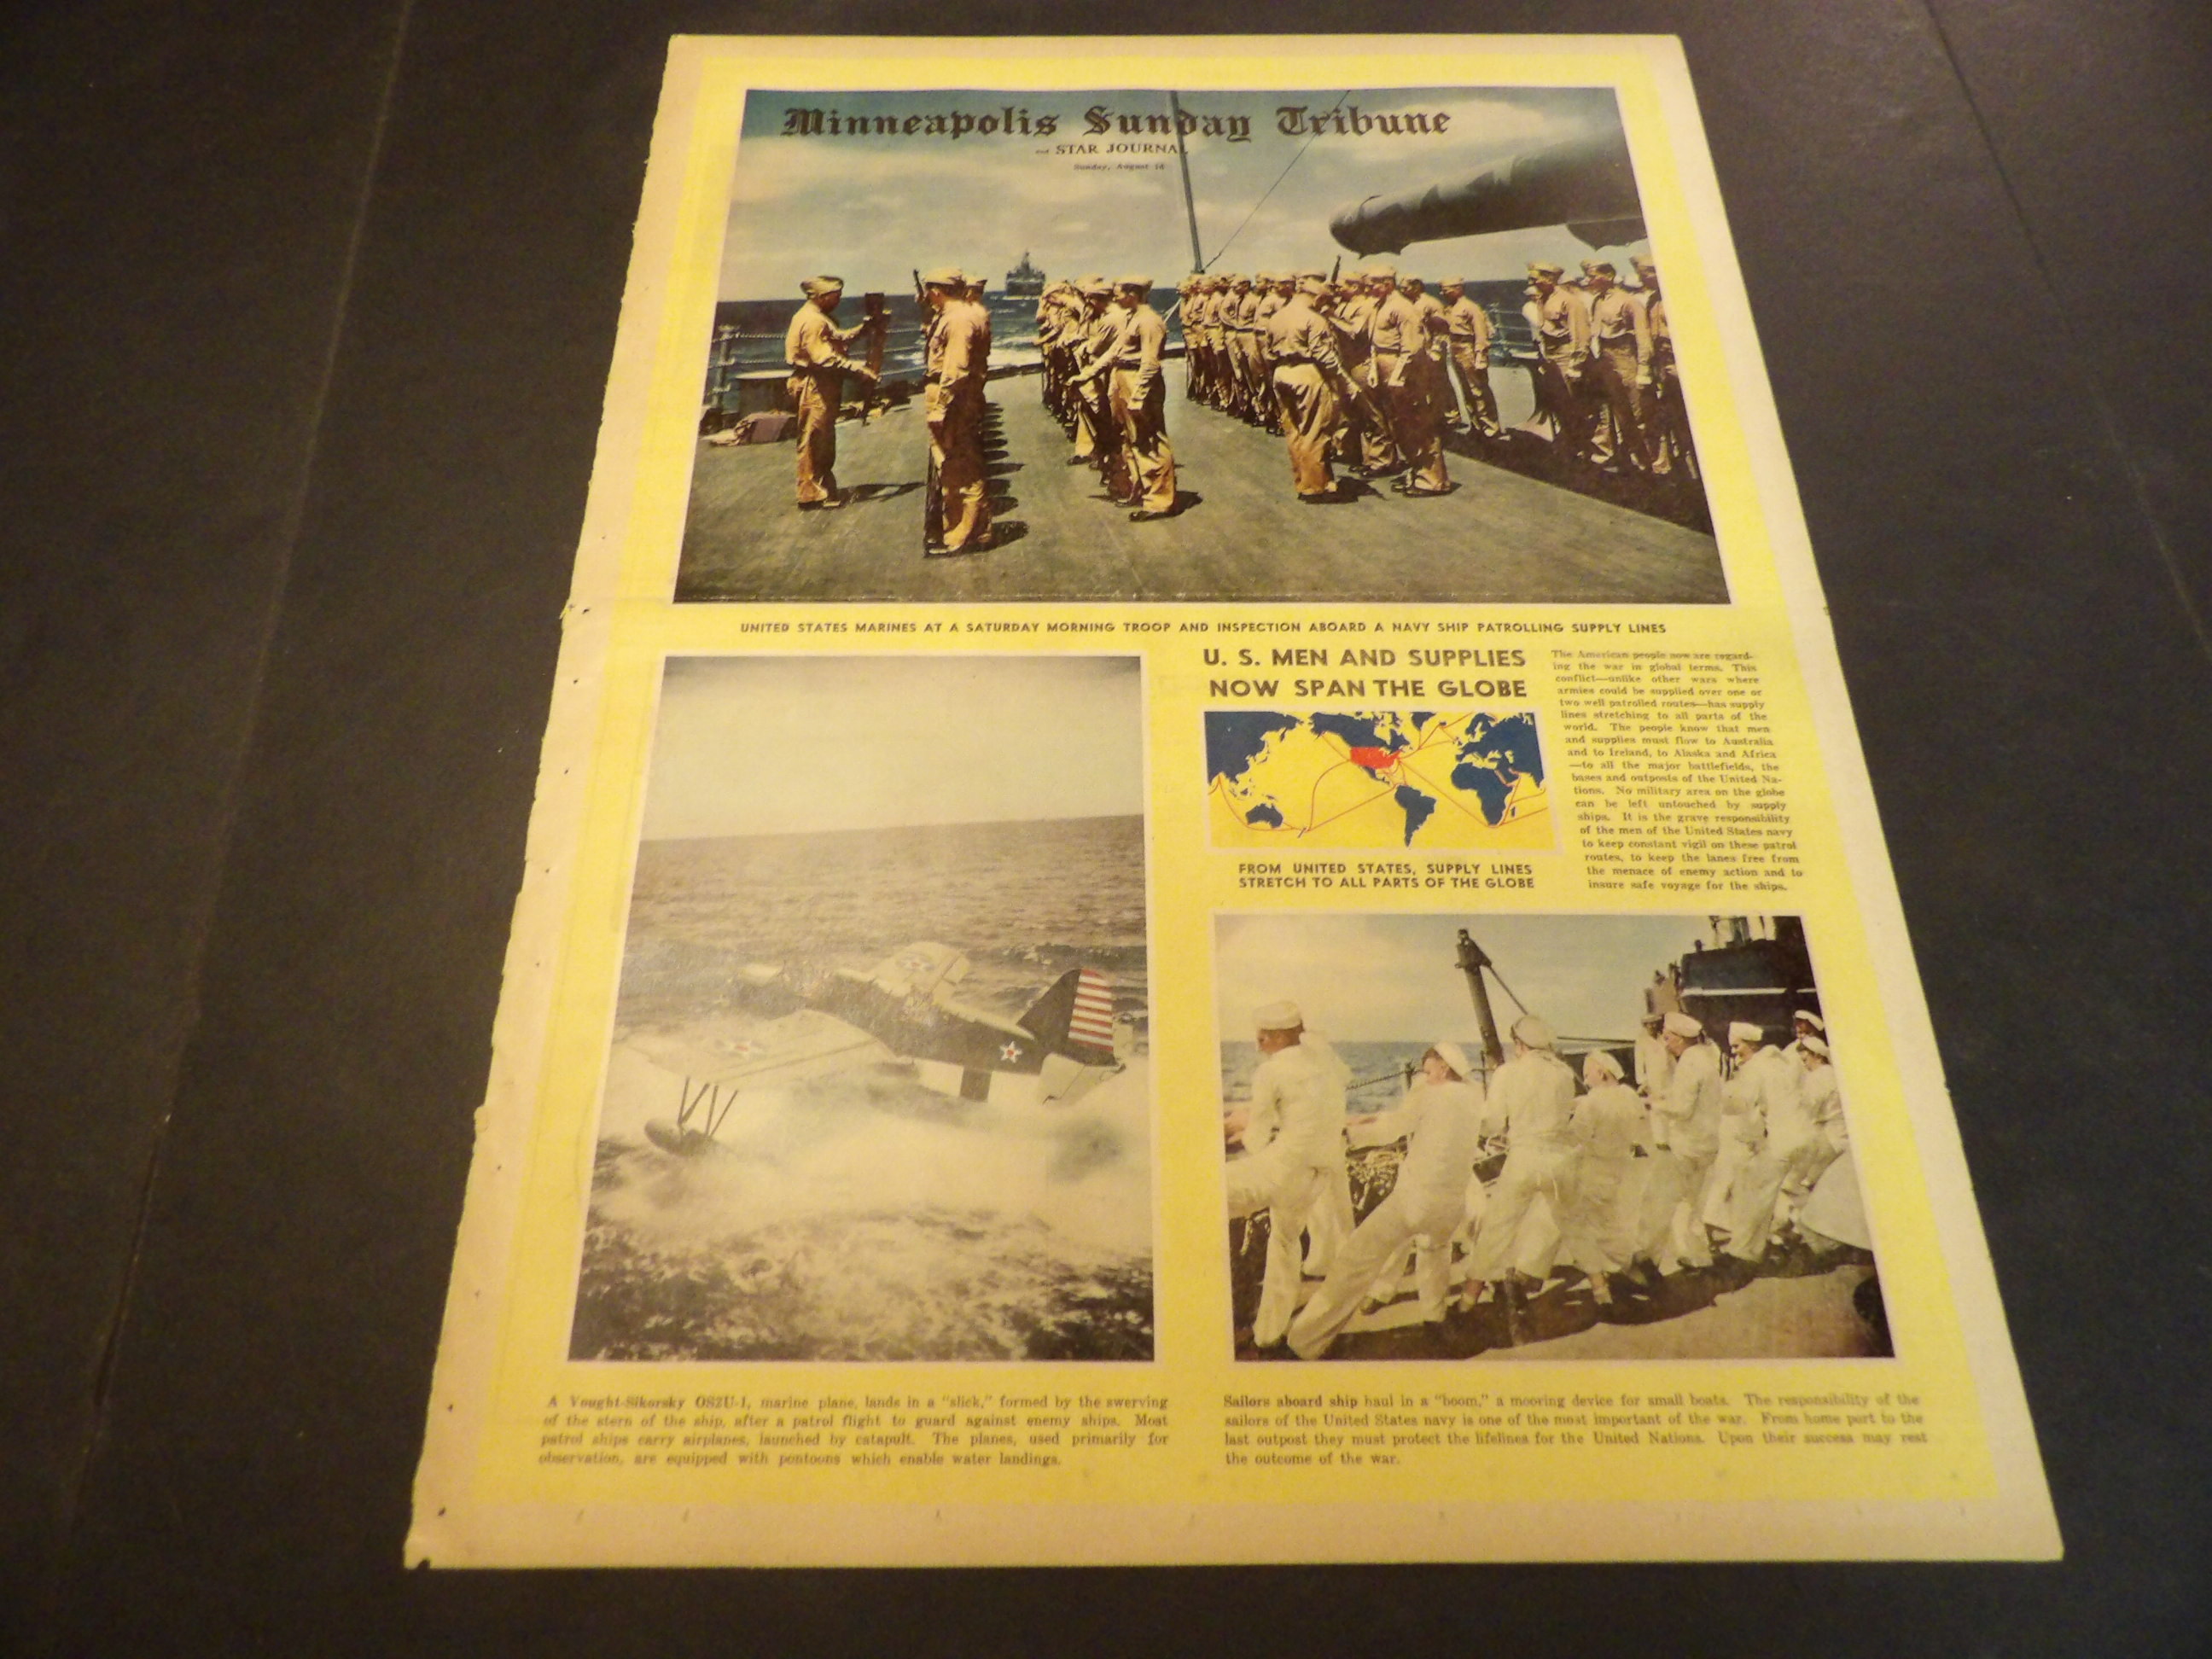 Minneapolis Sunday Tribune
and STAR JOURNAL
Sunday, August 16
UNITED STATES MARINES AT A SATURDAY MORNING TROOP AND INSPECTION ABOARD A NAVY SHIP PATROLLING SUPPLY LINES
U. S. MEN AND SUPPLIES
NOW SPAN THE GLOBE
FROM UNITED STATES, SUPPLY LINES
STRETCH TO ALL PARTS OF THE GLOBE
The American people now are regard-
ing the war in global terms. This
conflict—unlike other wars where
armies could be supplied over one or
two well patrolled routes—has supply
lines stretching to all parts of the
world. The people know that men
and supplies must flow to Australia
and to Ireland, to Alaska and Africa
—to all the major battlefields, the
bases and outposts of the United Na-
tions. No military area on the globe
can be left untouched by supply
ships. It is the grave responsibility
of the men of the United States navy
to keep constant vigil on these patrol
routes, to keep the lanes free from
the menace of enemy action and to
insure safe voyage for the ships.
A Vought-Sikorsky OS2U-1, marine plane, lands in a "slick," formed by the swerving
of the stern of the ship, after a patrol flight to guard against enemy ships. Most
patrol ships carry airplanes, launched by catapult. The planes, used primarily for
observation, are equipped with pontoons which enable water landings.
Sailors aboard ship haul in a "boom," a mooring device for small boats. The responsibility of the
sailors of the United States navy is one of the most important of the war. From home port to the
last outpost they must protect the lifelines for the United Nations. Upon their success may rest
the outcome of the war.